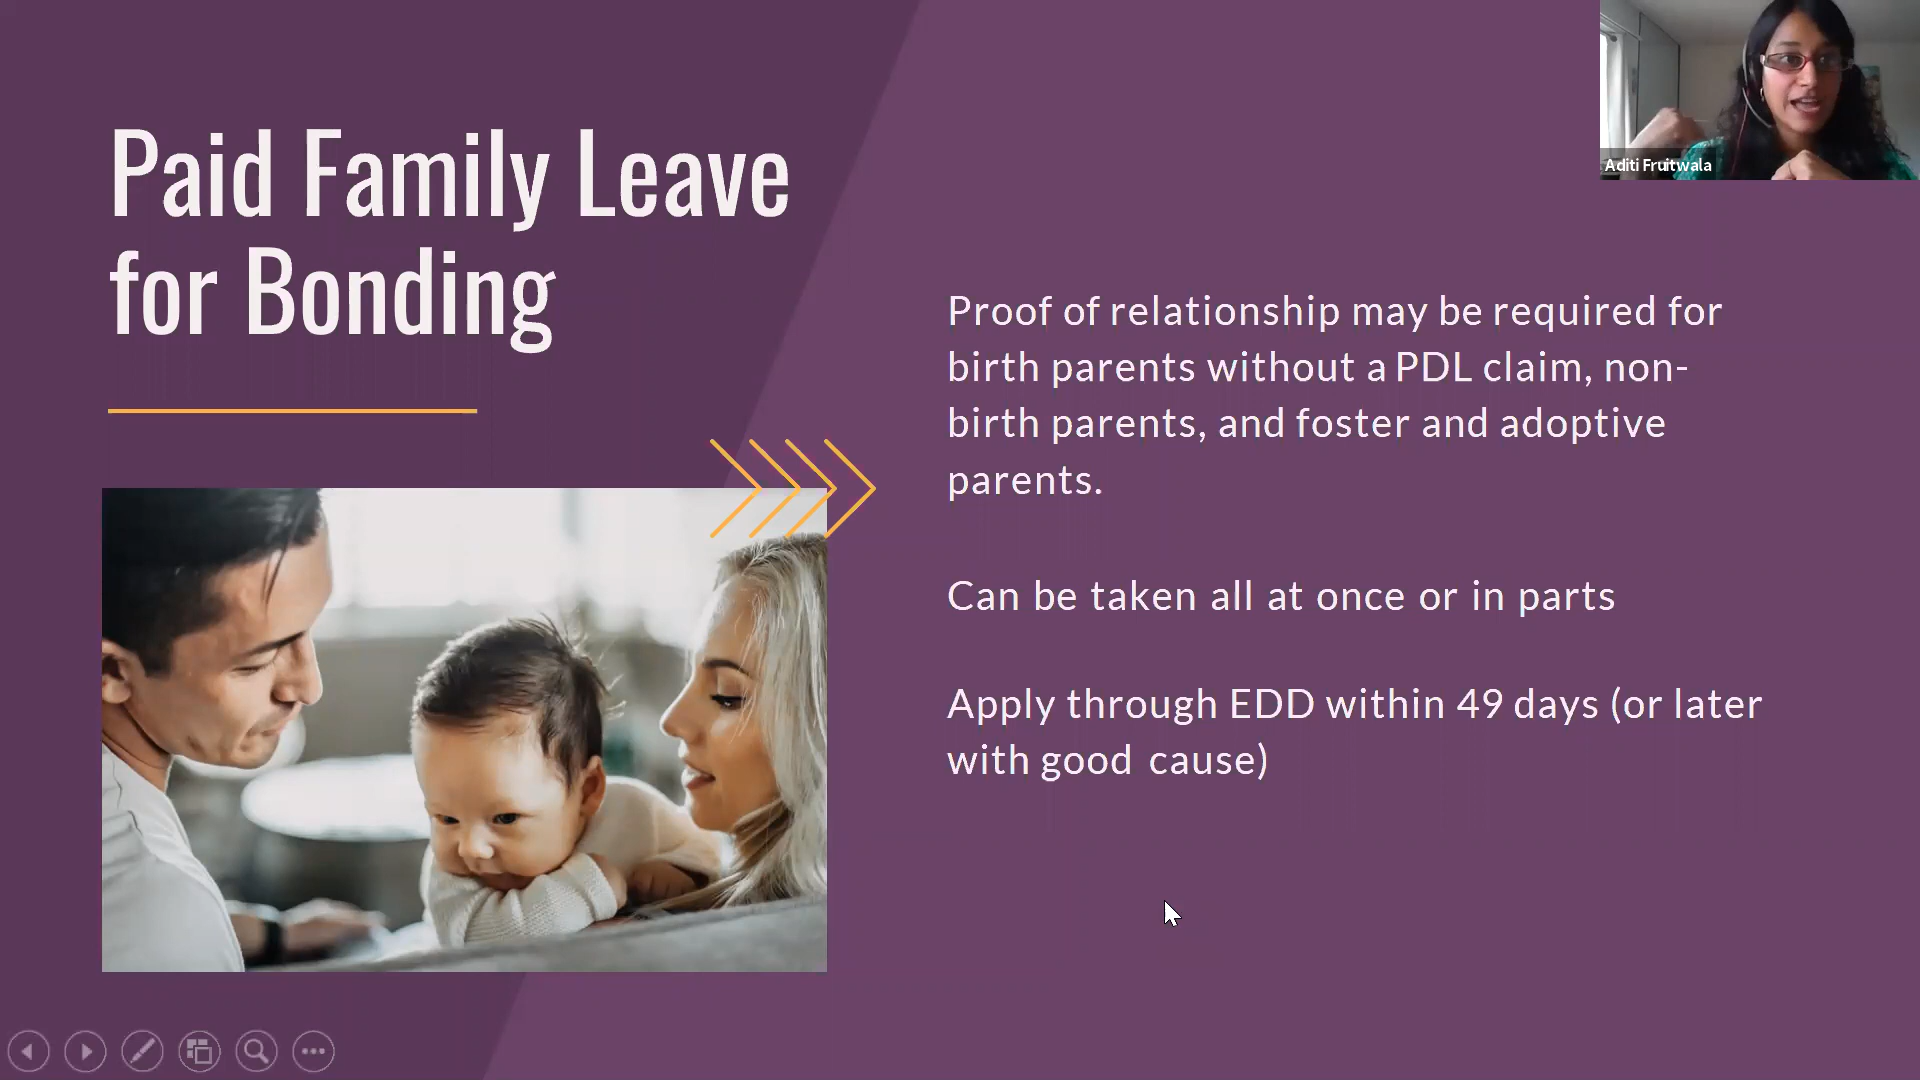 Paid Family Leave
for Bonding
Proof of relationship may be required for
birth parents without a PDL claim, non-
birth parents, and foster and adoptive
parents.
Can be taken all at once or in parts
Apply through EDD within 49 days (or later
with good cause)
Aditi Fruitwala